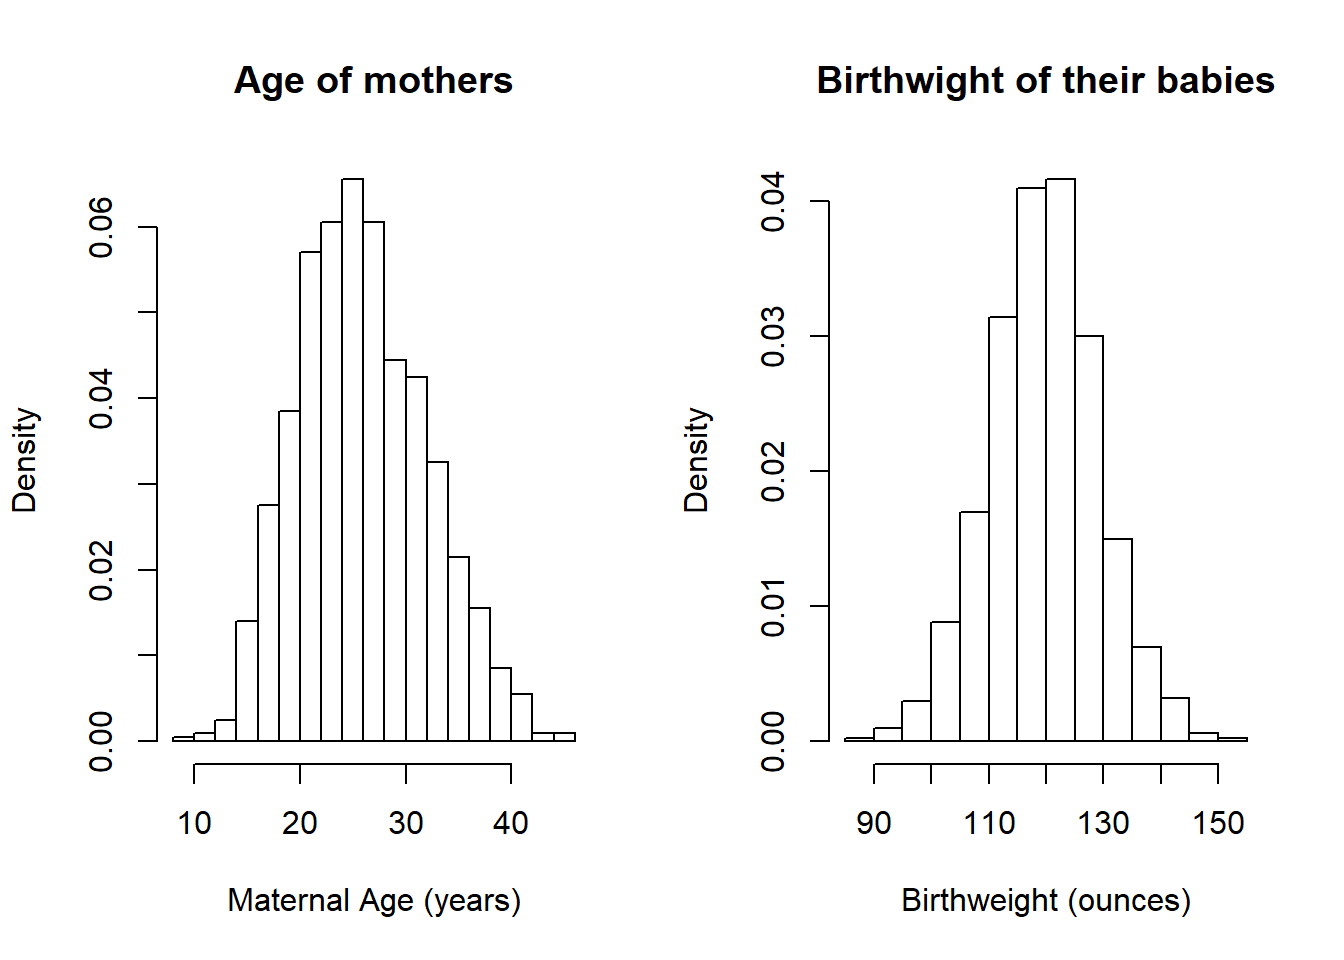 Age of mothers
Density
0.00 0.02 0.04 0.06
10 20 30 40
Maternal Age (years)
Birthwight of their babies
Density
0.00 0.01 0.02 0.03 0.04
90 110 130 150
Birthweight (ounces)